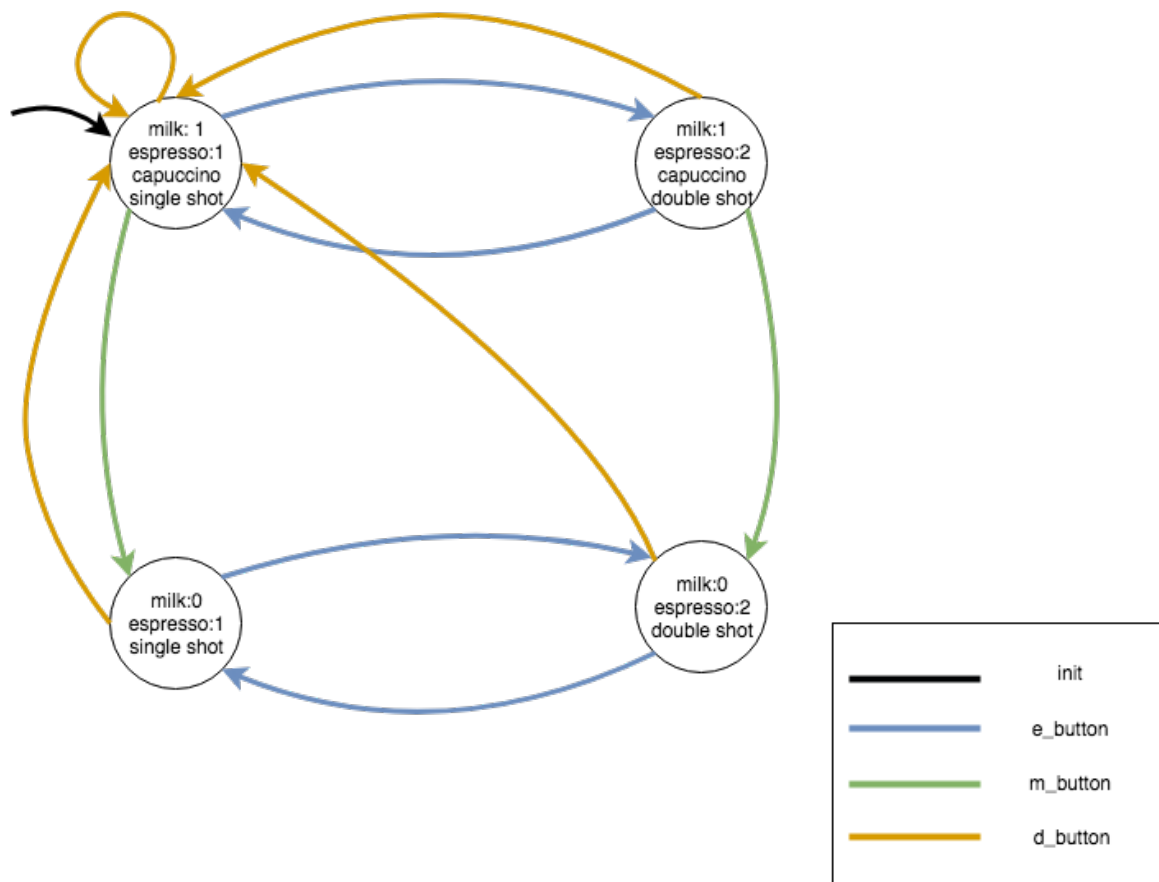 milk: 1
espresso:1
capuccino
single shot
milk:1
espresso:2
capuccino
double shot
milk:0
espresso:1
single shot
milk:0
espresso:2
double shot
init
e_button
m_button
d_button